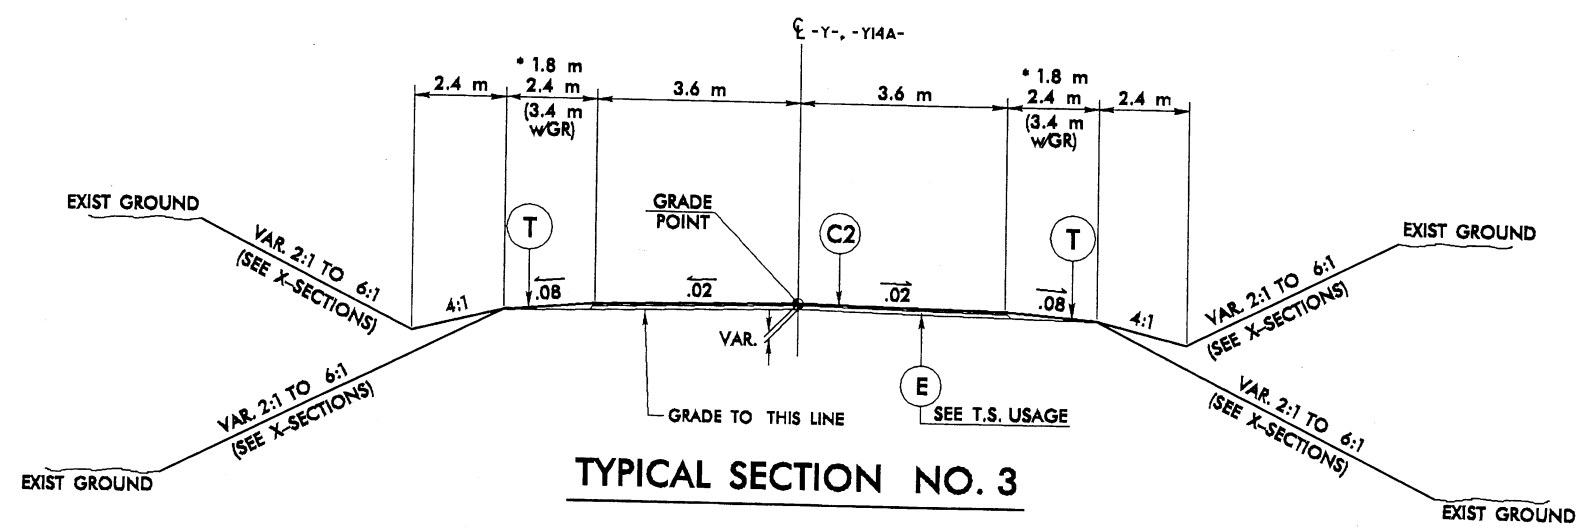 ℄ -Y-, -Y14A-
* 1.8 m
* 1.8 m
2.4 m
2.4 m
3.6 m
3.6 m
2.4 m
2.4 m
(3.4 m
w/GR)
(3.4 m
w/GR)
EXIST GROUND
GRADE
POINT
EXIST GROUND
T
C2
T
VAR. 2:1 TO 6:1
(SEE X-SECTIONS)
4:1
.08
.02
.02
.08
4:1
VAR. 2:1 TO 6:1
(SEE X-SECTIONS)
VAR.
VAR. 2:1 TO 6:1
(SEE X-SECTIONS)
E
VAR. 2:1 TO 6:1
(SEE X-SECTIONS)
GRADE TO THIS LINE
SEE T.S. USAGE
EXIST GROUND
EXIST GROUND
TYPICAL SECTION NO. 3